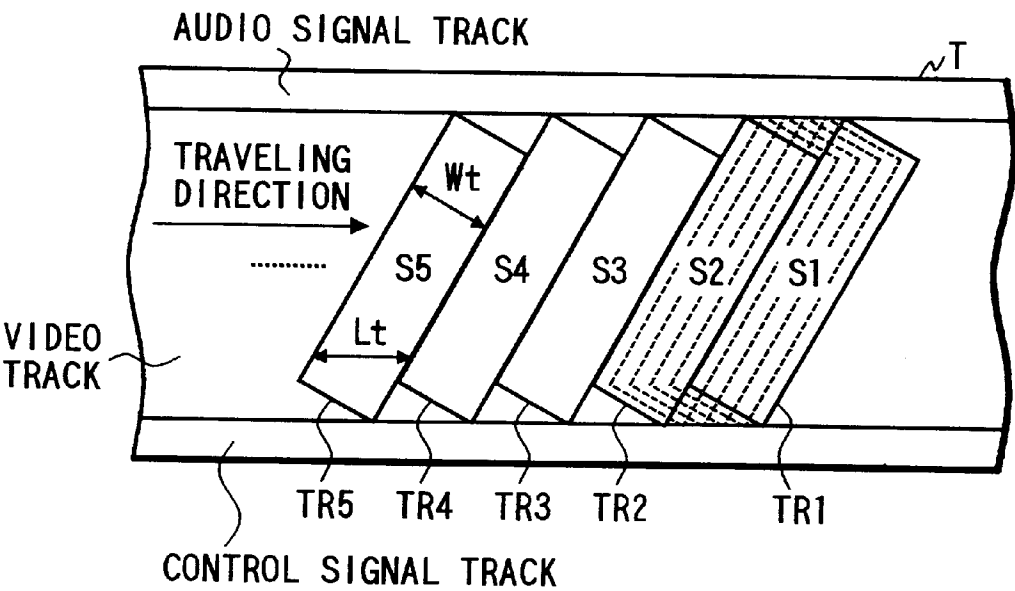 AUDIO SIGNAL TRACK
T
TRAVELING
DIRECTION
Wt
S5
S4
S3
S2
S1
Lt
VIDEO
TRACK
TR5
TR4
TR3
TR2
TR1
CONTROL SIGNAL TRACK